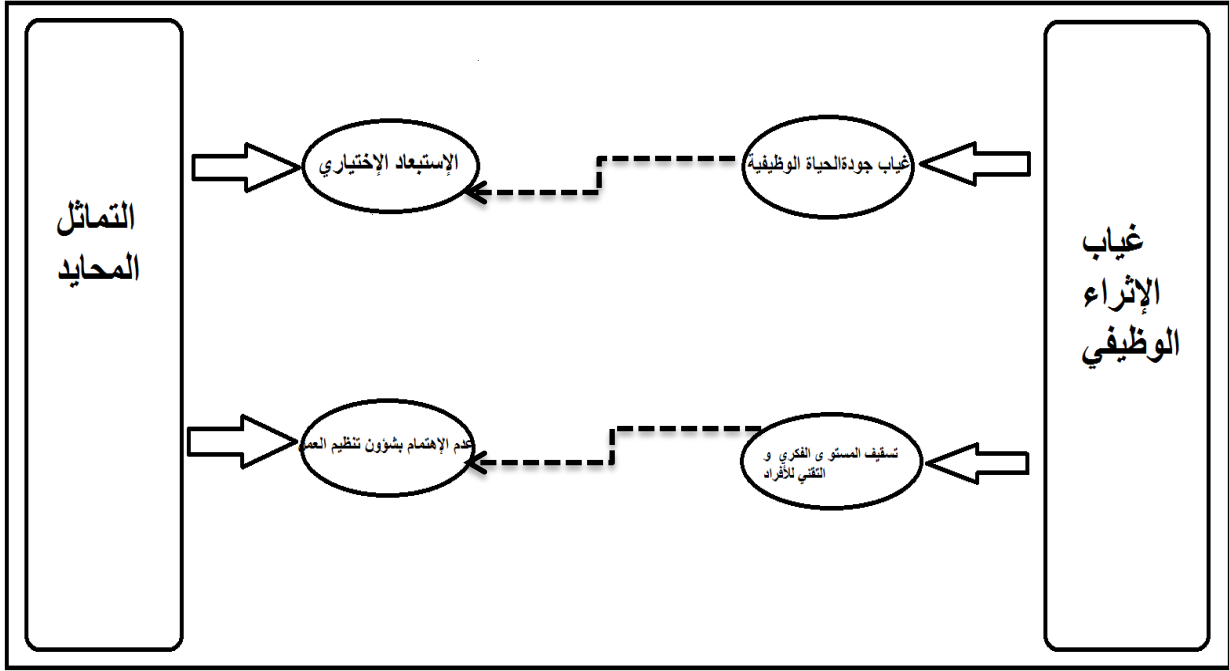 غياب
الإثراء
الوظيفي
غياب جودةالحياة الوظيفية
تسقيف المستو ى الفكري و
التقني للأفراد
الإستبعاد الإختياري
عدم الإهتمام بشؤون تنظيم العمل
التماثل
المحايد